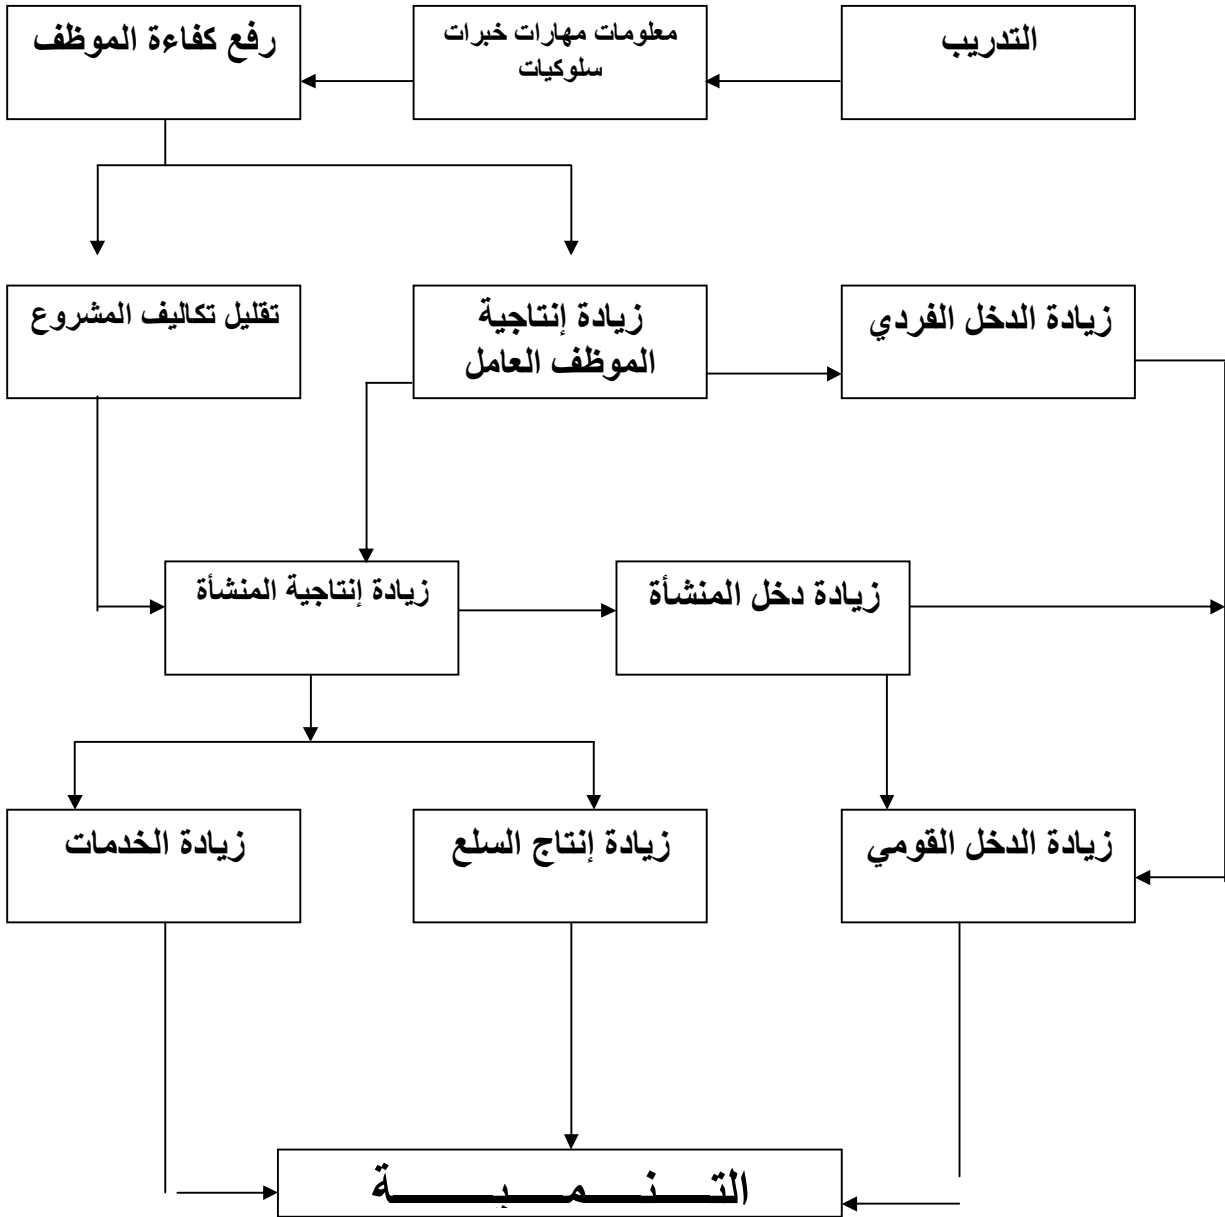 التدريب
معلومات مهارات خبرات
سلوكيات
رفع كفاءة الموظف
زيادة الدخل الفردي
زيادة إنتاجية
الموظف العامل
تقليل تكاليف المشروع
زيادة دخل المنشأة
زيادة إنتاجية المنشأة
زيادة الدخل القومي
زيادة إنتاج السلع
زيادة الخدمات
التــنــمــيــة